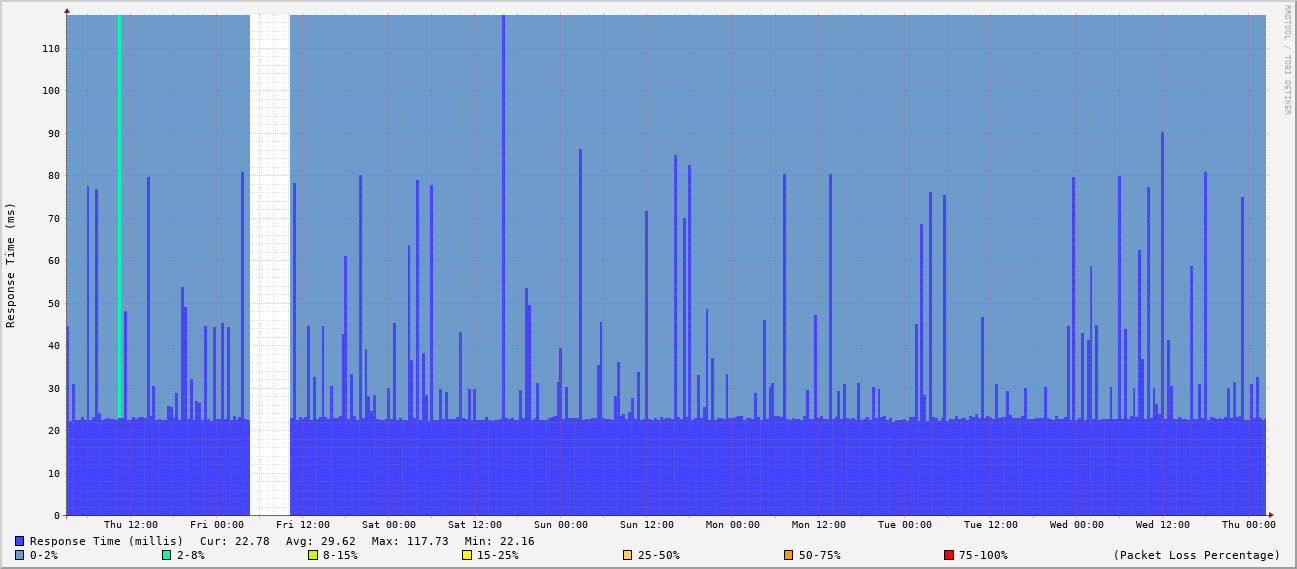 RRDTOOL / TOBI OETIKER
Response Time (ms)
110
100
90
80
70
60
50
40
30
20
10
0
Thu 12:00 Fri 00:00 Fri 12:00 Sat 00:00 Sat 12:00 Sun 00:00 Sun 12:00 Mon 00:00 Mon 12:00 Tue 00:00 Tue 12:00 Wed 00:00 Wed 12:00 Thu 00:00
Response Time (millis) Cur: 22.78 Avg: 29.62 Max: 117.73 Min: 22.16
0-2% 2-8% 8-15% 15-25% 25-50% 50-75% 75-100% (Packet Loss Percentage)